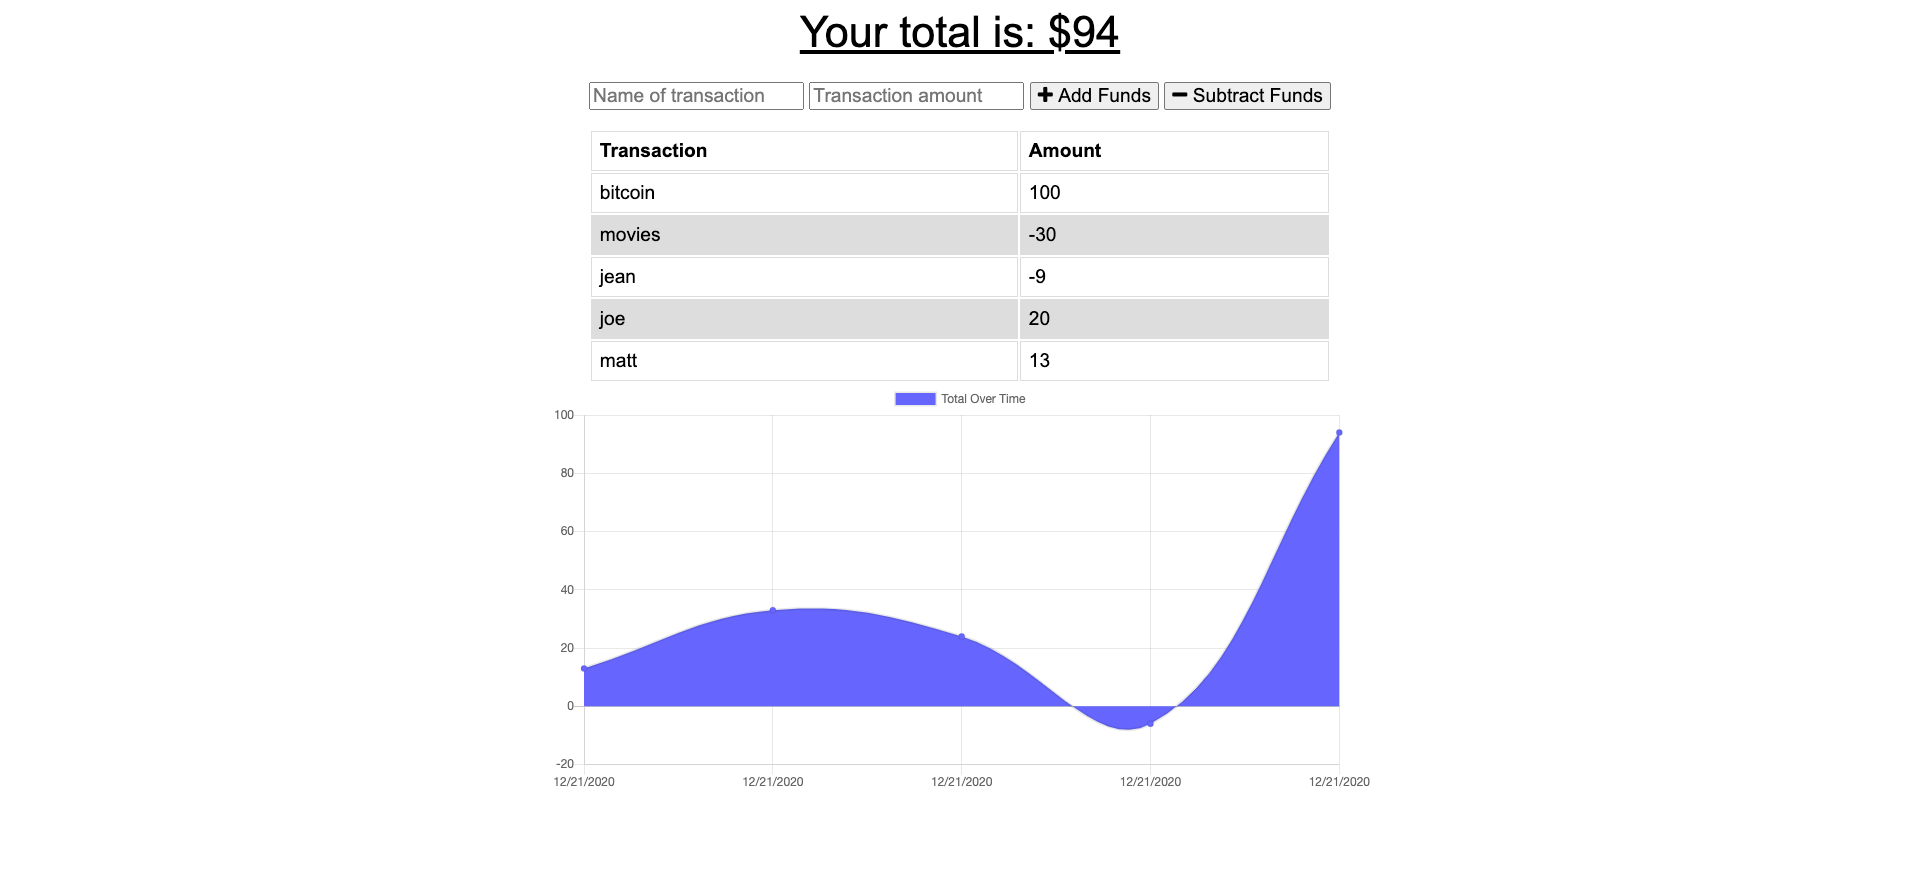 Your total is: $94
Name of transaction Transaction amount Add Funds Subtract Funds
Transaction Amount
bitcoin 100
movies -30
jean -9
joe 20
matt 13
Total Over Time
100
80
60
40
20
0
-20
12/21/2020 12/21/2020 12/21/2020 12/21/2020 12/21/2020